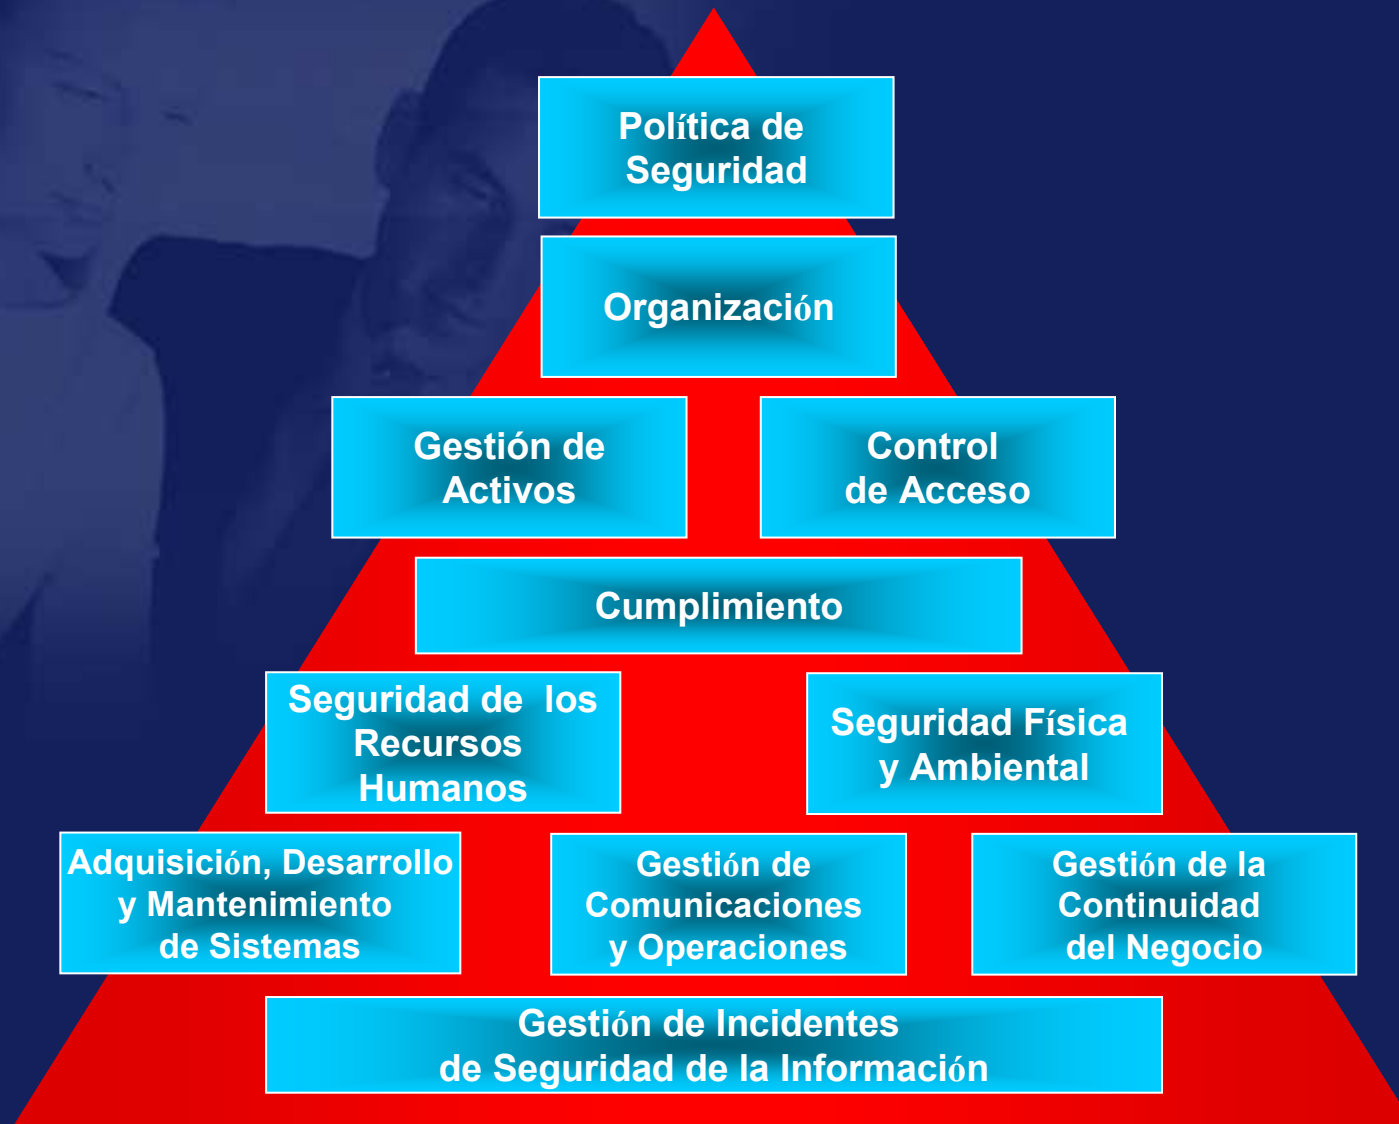 Política de
Seguridad
Organización
Gestión de
Activos
Control
de Acceso
Cumplimiento
Seguridad de  los
Recursos
Humanos
Seguridad Física
y Ambiental
Adquisición, Desarrollo
y Mantenimiento
de Sistemas
Gestión de
Comunicaciones
y Operaciones
Gestión de la
Continuidad
del Negocio
Gestión de Incidentes
de Seguridad de la Información